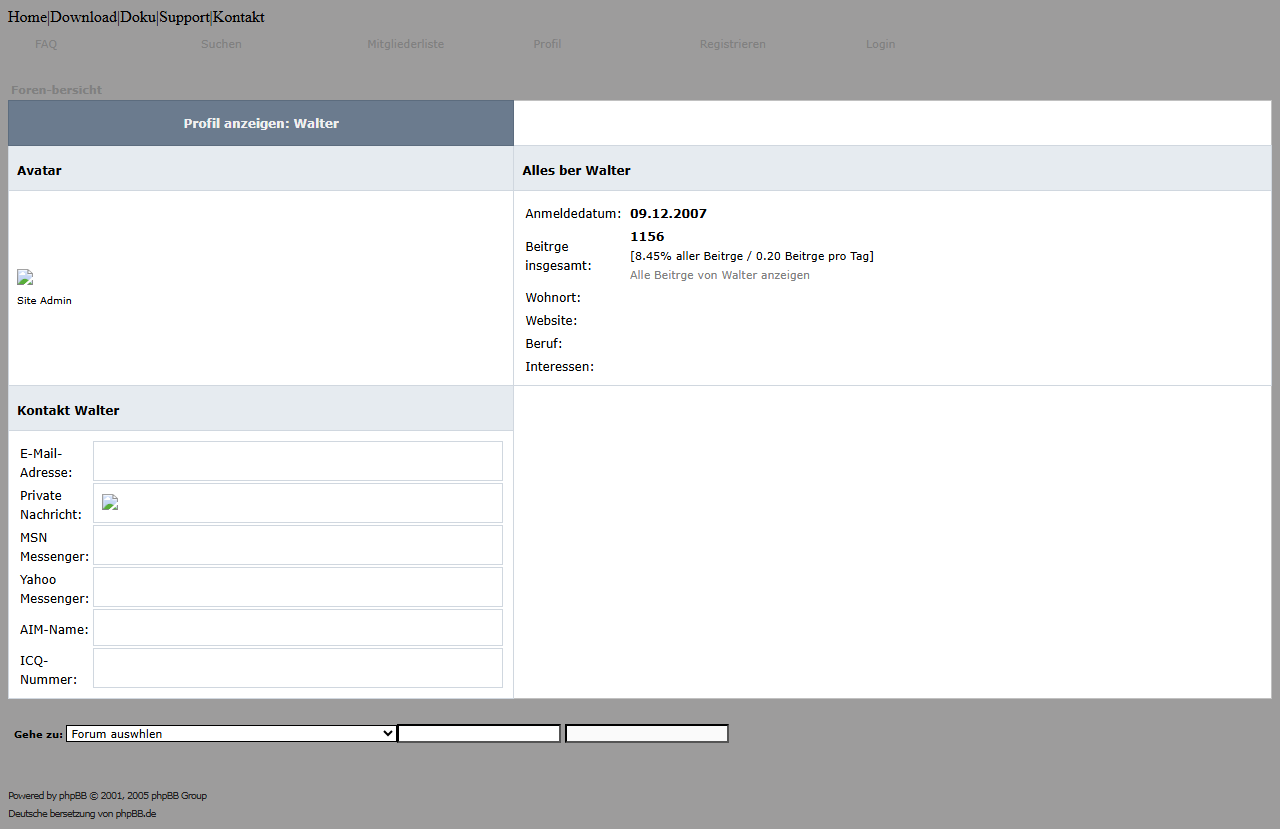 Home|Download|Doku|Support|Kontakt
FAQ Suchen Mitgliederliste Profil Registrieren Login
Foren-bersicht
Profil anzeigen: Walter
Avatar
Alles ber Walter
Site Admin
Anmeldedatum: 09.12.2007
Beitrge insgesamt: 1156
[8.45% aller Beitrge / 0.20 Beitrge pro Tag]
Alle Beitrge von Walter anzeigen
Wohnort:
Website:
Beruf:
Interessen:
Kontakt Walter
E-Mail-
Adresse:
Private
Nachricht:
MSN
Messenger:
Yahoo
Messenger:
AIM-Name:
ICQ-
Nummer:
Gehe zu: Forum auswhlen
Powered by phpBB © 2001, 2005 phpBB Group
Deutsche bersetzung von phpBB.de